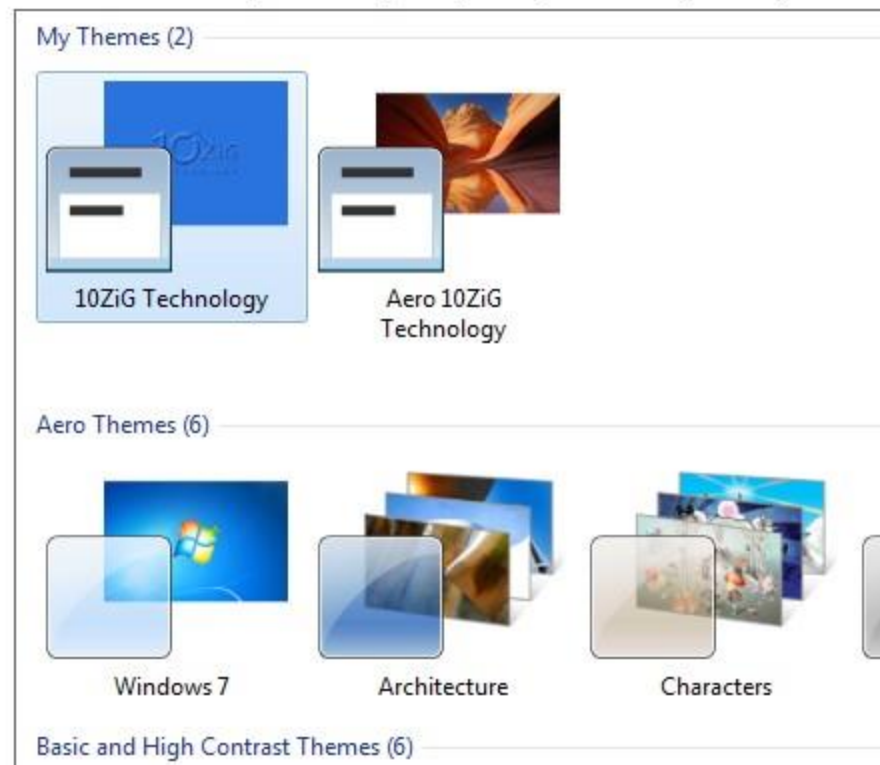 My Themes (2)
10Zig
10ZiG Technology
Aero 10ZiG
Technology
Aero Themes (6)
Windows 7
Architecture
Characters
Basic and High Contrast Themes (6)